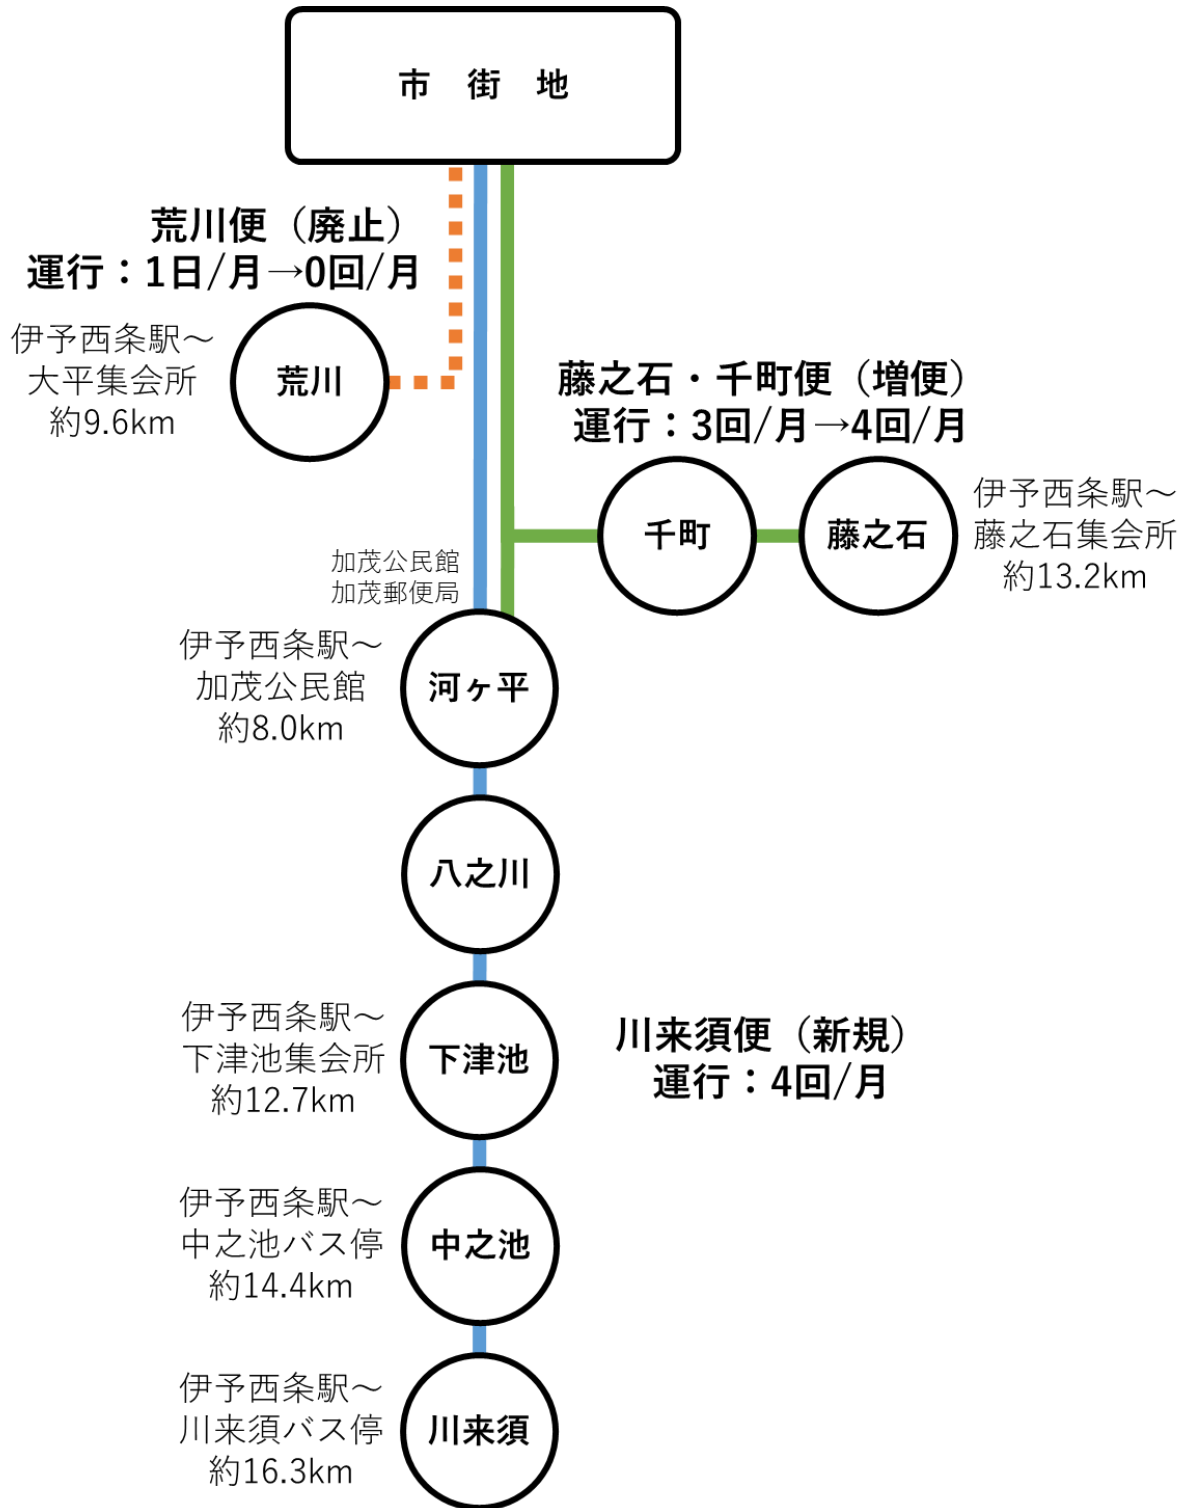 市 街 地
荒川便（廃止）
運行：1日/月→0回/月
伊予西条駅～
大平集会所
約9.6km
荒川
藤之石・千町便（増便）
運行：3回/月→4回/月
千町
藤之石
伊予西条駅～
藤之石集会所
約13.2km
加茂公民館
加茂郵便局
伊予西条駅～
加茂公民館
約8.0km
河ヶ平
八之川
伊予西条駅～
下津池集会所
約12.7km
下津池
川来須便（新規）
運行：4回/月
伊予西条駅～
中之池バス停
約14.4km
中之池
伊予西条駅～
川来須バス停
約16.3km
川来須